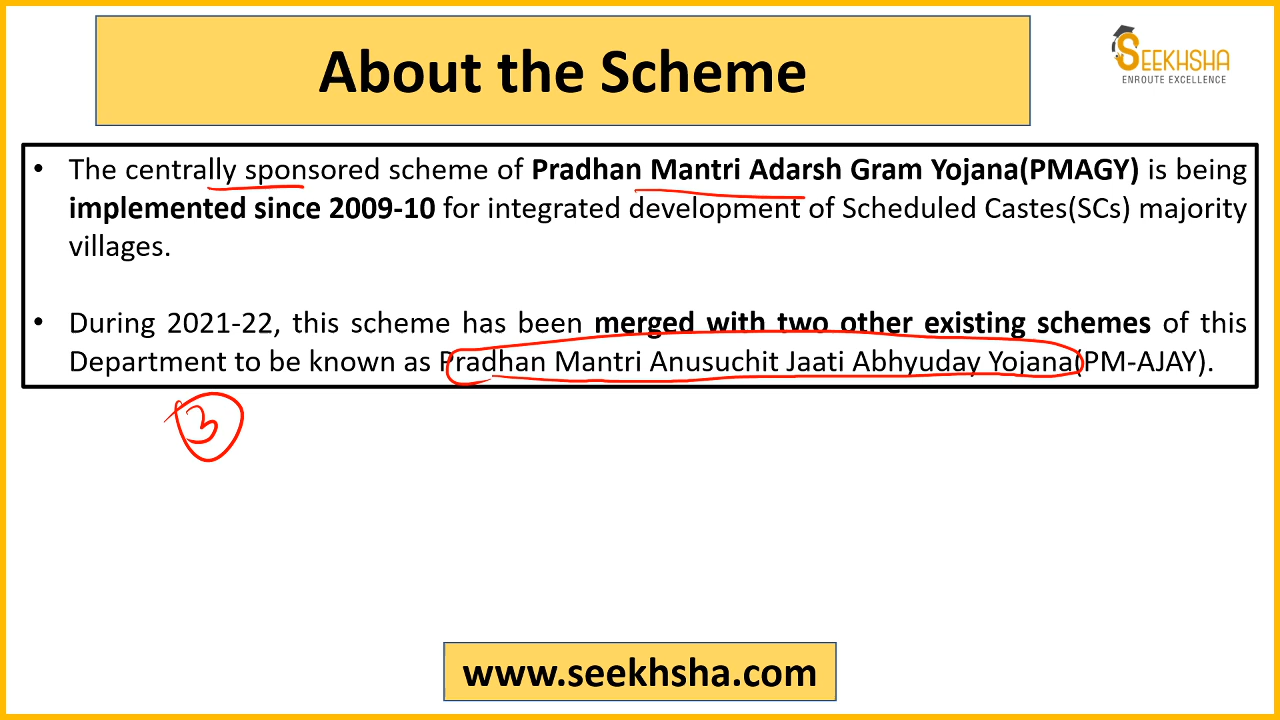 About the Scheme
SEEKHSHA
ENROUTE EXCELLENCE
• The centrally sponsored scheme of Pradhan Mantri Adarsh Gram Yojana(PMAGY) is being
implemented since 2009-10 for integrated development of Scheduled Castes(SCs) majority
villages.
• During 2021-22, this scheme has been merged with two other existing schemes of this
Department to be known as Pradhan Mantri Anusuchit Jaati Abhyuday Yojana(PM-AJAY).
3
www.seekhsha.com